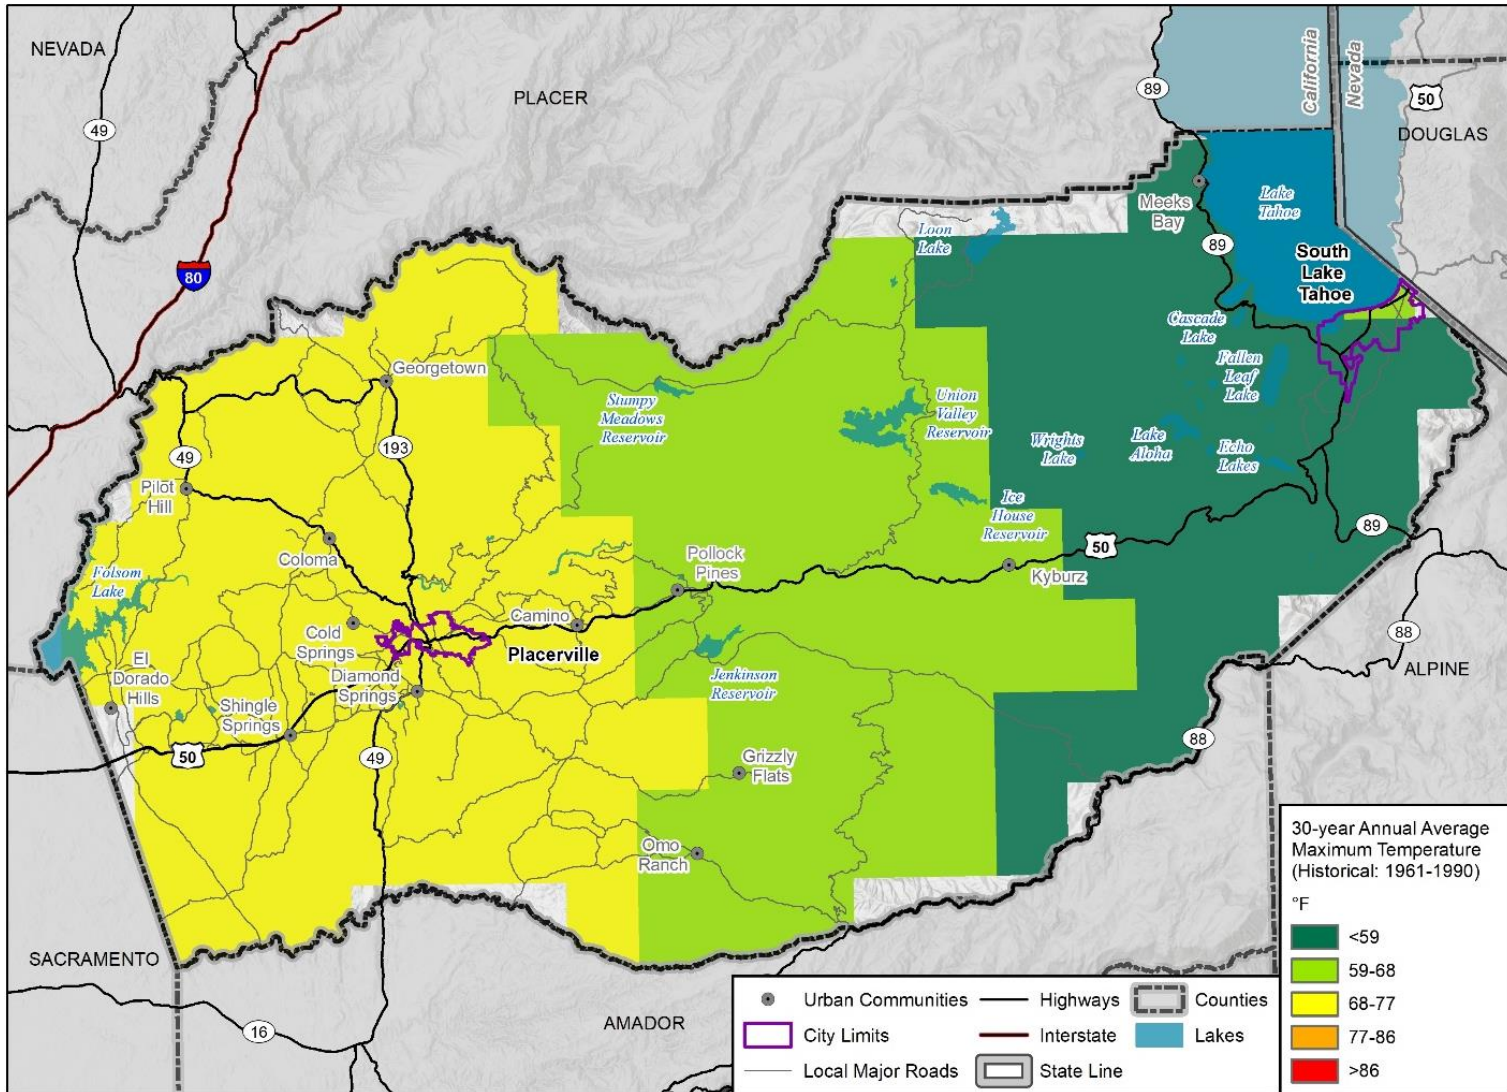 NEVADA
49
80
PLACER
89
California
Nevada
50
DOUGLAS
Meeks
Bay
Lake
Tahoe
89
South
Lake
Tahoe
Loon
Lake
Cascade
Lake
Fallen
Leaf
Lake
Georgetown
Stumpy
Meadows
Reservoir
Union
Valley
Reservoir
Wrights
Lake
Lake
Aloha
Echo
Lakes
49
193
Pilot
Hill
Ice
House
Reservoir
50
89
Coloma
Pollock
Pines
Kyburz
Folsom
Lake
Camino
Cold
Springs
Placerville
88
ALPINE
El
Dorado
Hills
Diamond
Springs
Jenkinson
Reservoir
Shingle
Springs
50
49
88
Grizzly
Flats
Omo
Ranch
SACRAMENTO
16
AMADOR
Urban Communities
Highways
Counties
City Limits
Interstate
Lakes
Local Major Roads
State Line
30-year Annual Average
Maximum Temperature
(Historical: 1961-1990)
°F
<59
59-68
68-77
77-86
>86